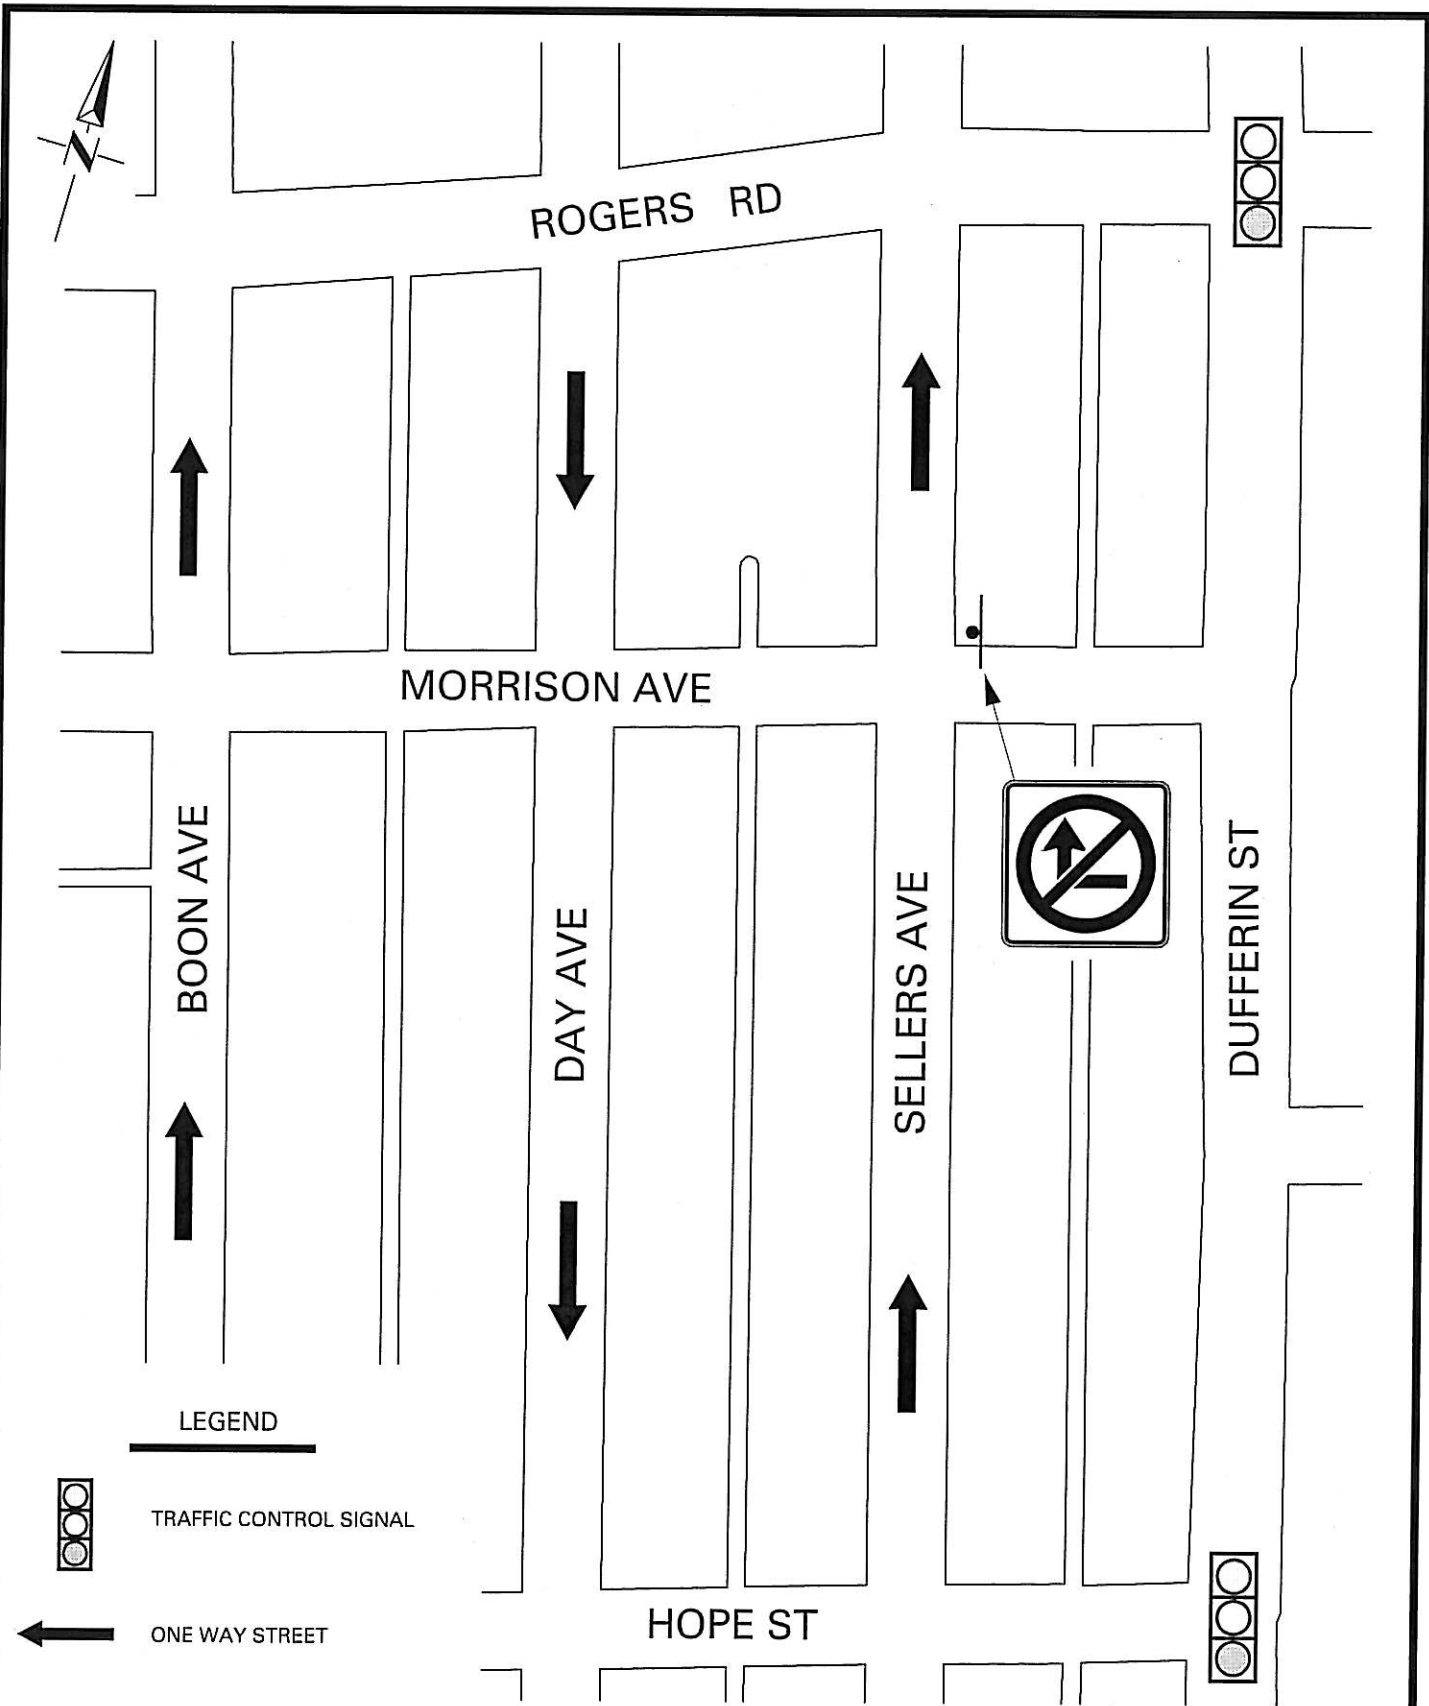 N
ROGERS RD
MORRISON AVE
BOON AVE
DAY AVE
SELLERS AVE
DUFFERIN ST
LEGEND
TRAFFIC CONTROL SIGNAL
ONE WAY STREET
HOPE ST